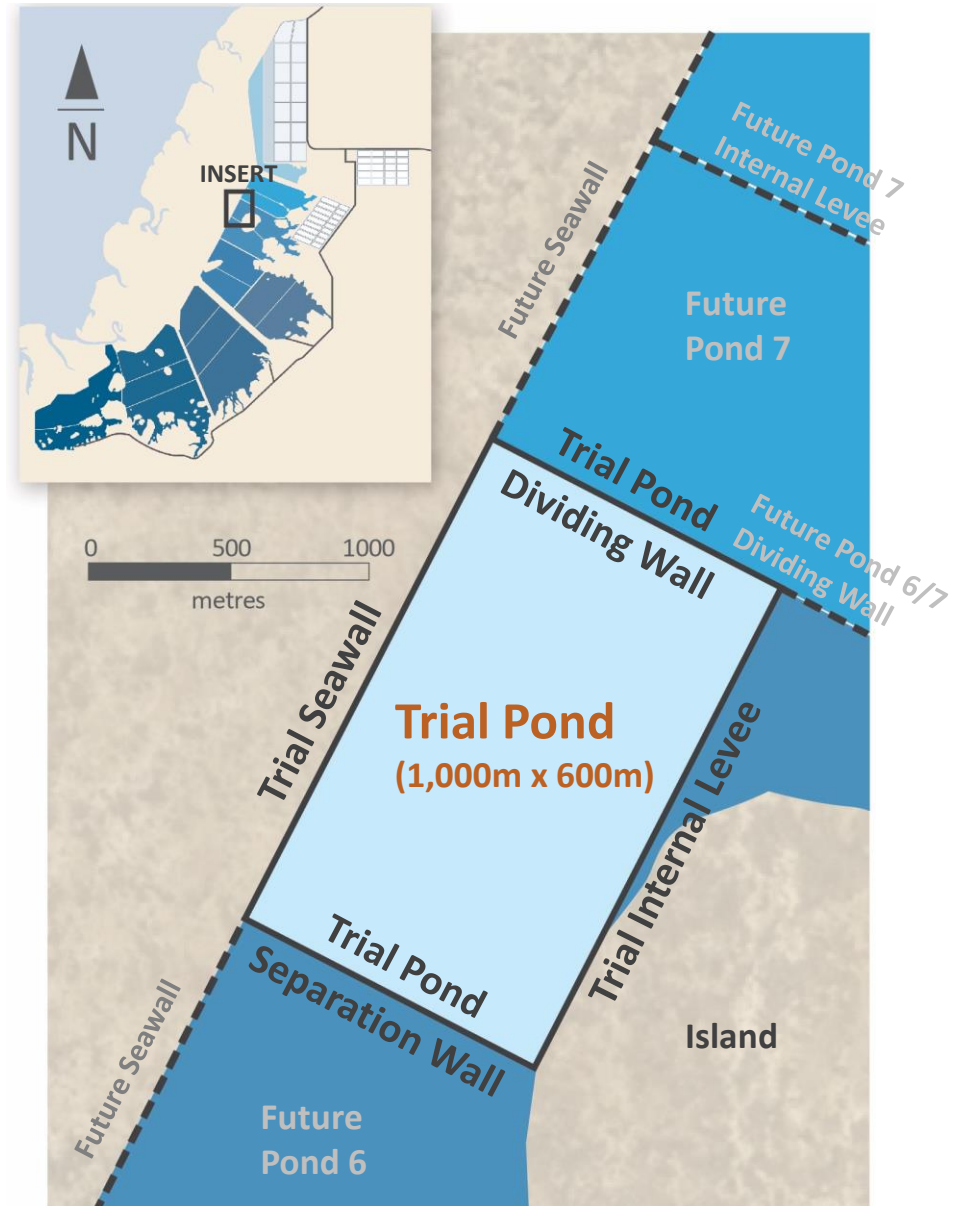 N
INSERT
Future Pond 7
Internal Levee
Future Seawall
Future
Pond 7
Trial Pond
Dividing Wall
Future Pond 6/7
Dividing Wall
0 500 1000
metres
Trial Seawall
Trial Pond
(1,000m x 600m)
Trial Internal Levee
Trial Pond
Separation Wall
Island
Future Seawall
Future
Pond 6